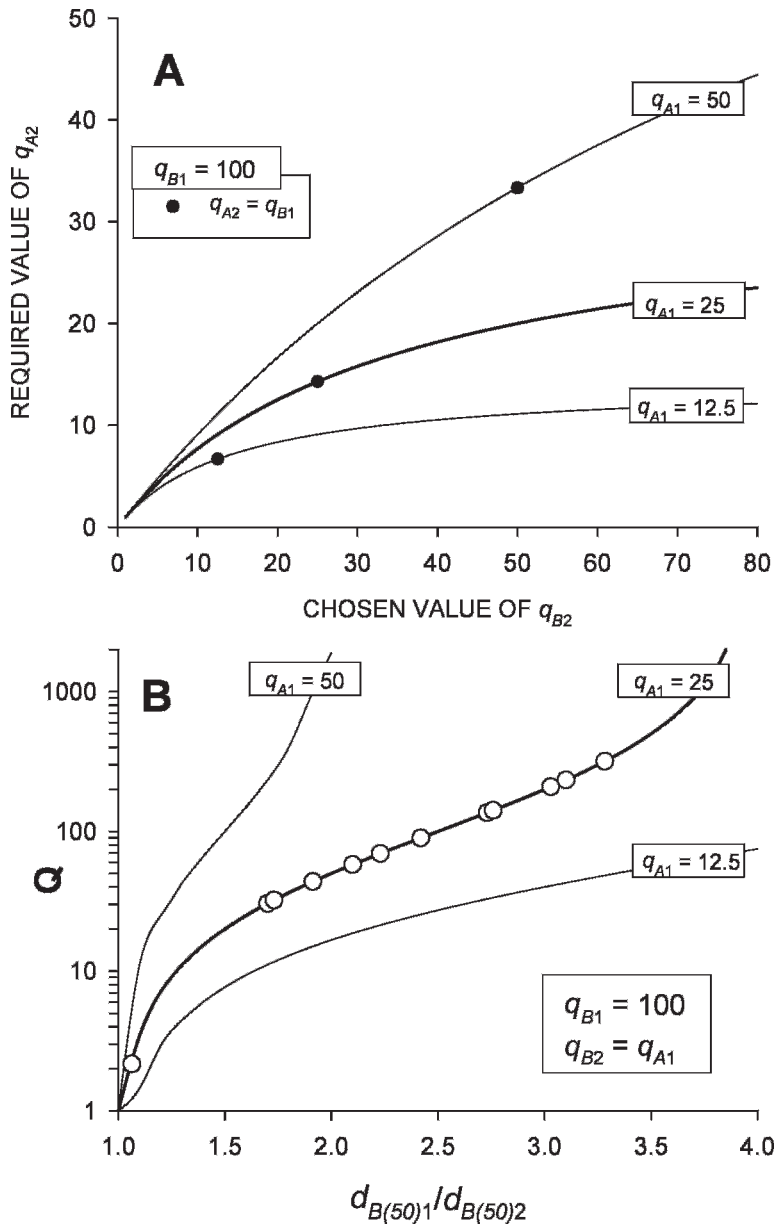 A
50
40
30
20
10
0
REQUIRED VALUE OF qA2
qA1 = 50
qB1 = 100
qA2 = qB1
qA1 = 25
qA1 = 12.5
0 10 20 30 40 50 60 70 80
CHOSEN VALUE OF qB2
B
1000
100
10
1
Q
qA1 = 50
qA1 = 25
qA1 = 12.5
qB1 = 100
qB2 = qA1
1.0 1.5 2.0 2.5 3.0 3.5 4.0
dB(50)1/dB(50)2